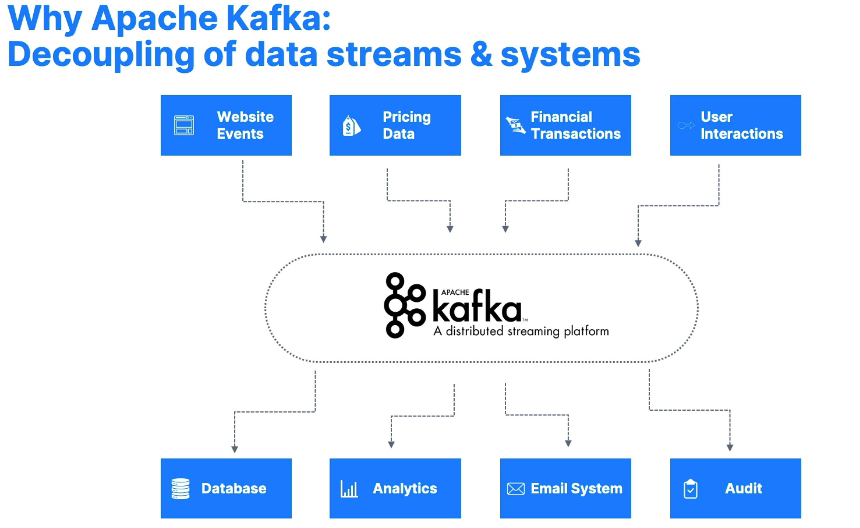 Why Apache Kafka:
Decoupling of data streams & systems
Website
Events
Pricing
Data
Financial
Transactions
User
Interactions
APACHE
kafka
A distributed streaming platform
Database
Analytics
Email System
Audit